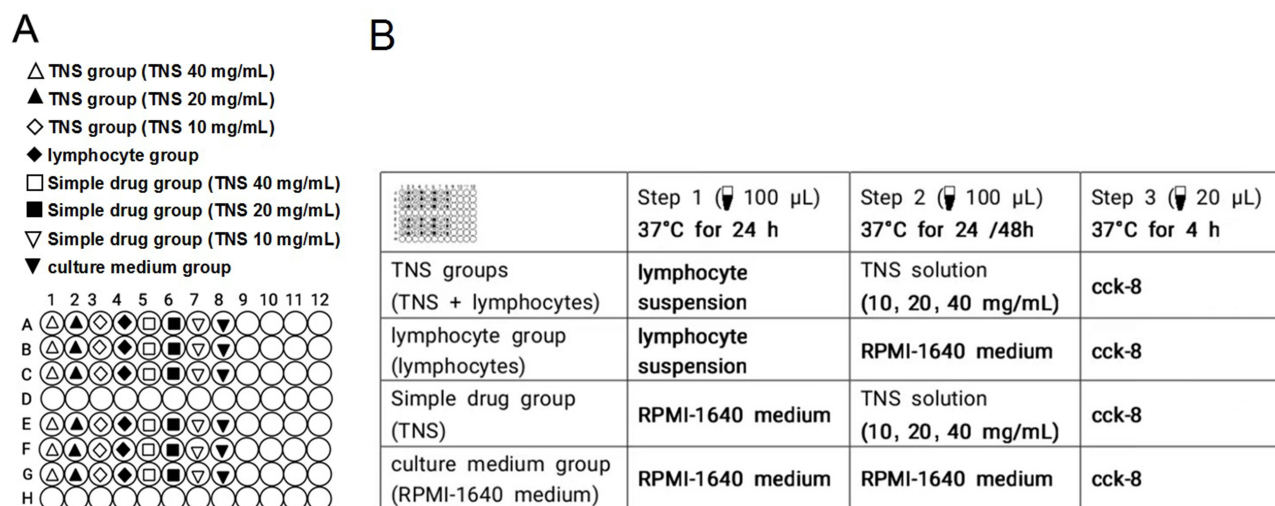 A
TNS group (TNS 40 mg/mL)
TNS group (TNS 20 mg/mL)
TNS group (TNS 10 mg/mL)
lymphocyte group
Simple drug group (TNS 40 mg/mL)
Simple drug group (TNS 20 mg/mL)
Simple drug group (TNS 10 mg/mL)
culture medium group
1 2 3 4 5 6 7 8 9 10 11 12
A
B
C
D
E
F
G
H
B
Step 1 ( 100 μL)
37°C for 24 h
Step 2 ( 100 μL)
37°C for 24 /48h
Step 3 ( 20 μL)
37°C for 4 h
TNS groups
(TNS + lymphocytes)
lymphocyte
suspension
TNS solution
(10, 20, 40 mg/mL)
cck-8
lymphocyte group
(lymphocytes)
lymphocyte
suspension
RPMI-1640 medium
cck-8
Simple drug group
(TNS)
RPMI-1640 medium
TNS solution
(10, 20, 40 mg/mL)
cck-8
culture medium group
(RPMI-1640 medium)
RPMI-1640 medium
RPMI-1640 medium
cck-8